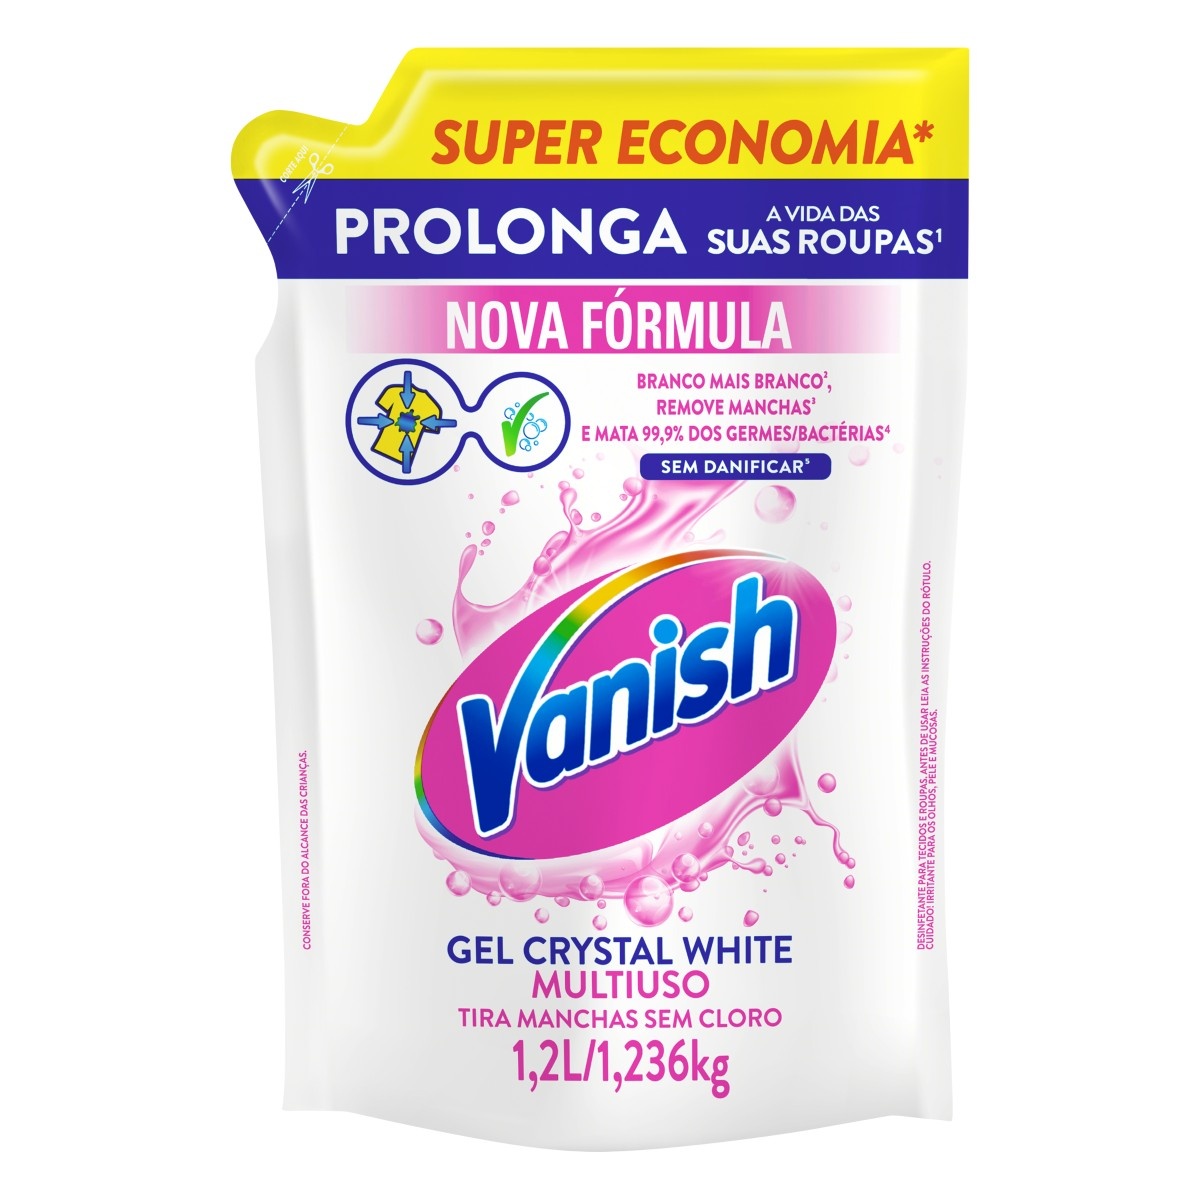 SUPER ECONOMIA*
CORTE AQUI
PROLONGA
A VIDA DAS
SUAS ROUPAS¹
NOVA FÓRMULA
BRANCO MAIS BRANCO²,
REMOVE MANCHAS³
E MATA 99,9% DOS GERMES/BACTÉRIAS⁴
SEM DANIFICAR⁵
Vanish
GEL CRYSTAL WHITE
MULTIUSO
TIRA MANCHAS SEM CLORO
1,2L/1,236kg
CONSERVE FORA DO ALCANCE DAS CRIANÇAS.
DESINFETANTE PARA TECIDOS E ROUPAS. ANTES DE USAR LEIA AS INSTRUÇÕES DO RÓTULO.
CUIDADO! IRRITANTE PARA OS OLHOS, PELE E MUCOSAS.